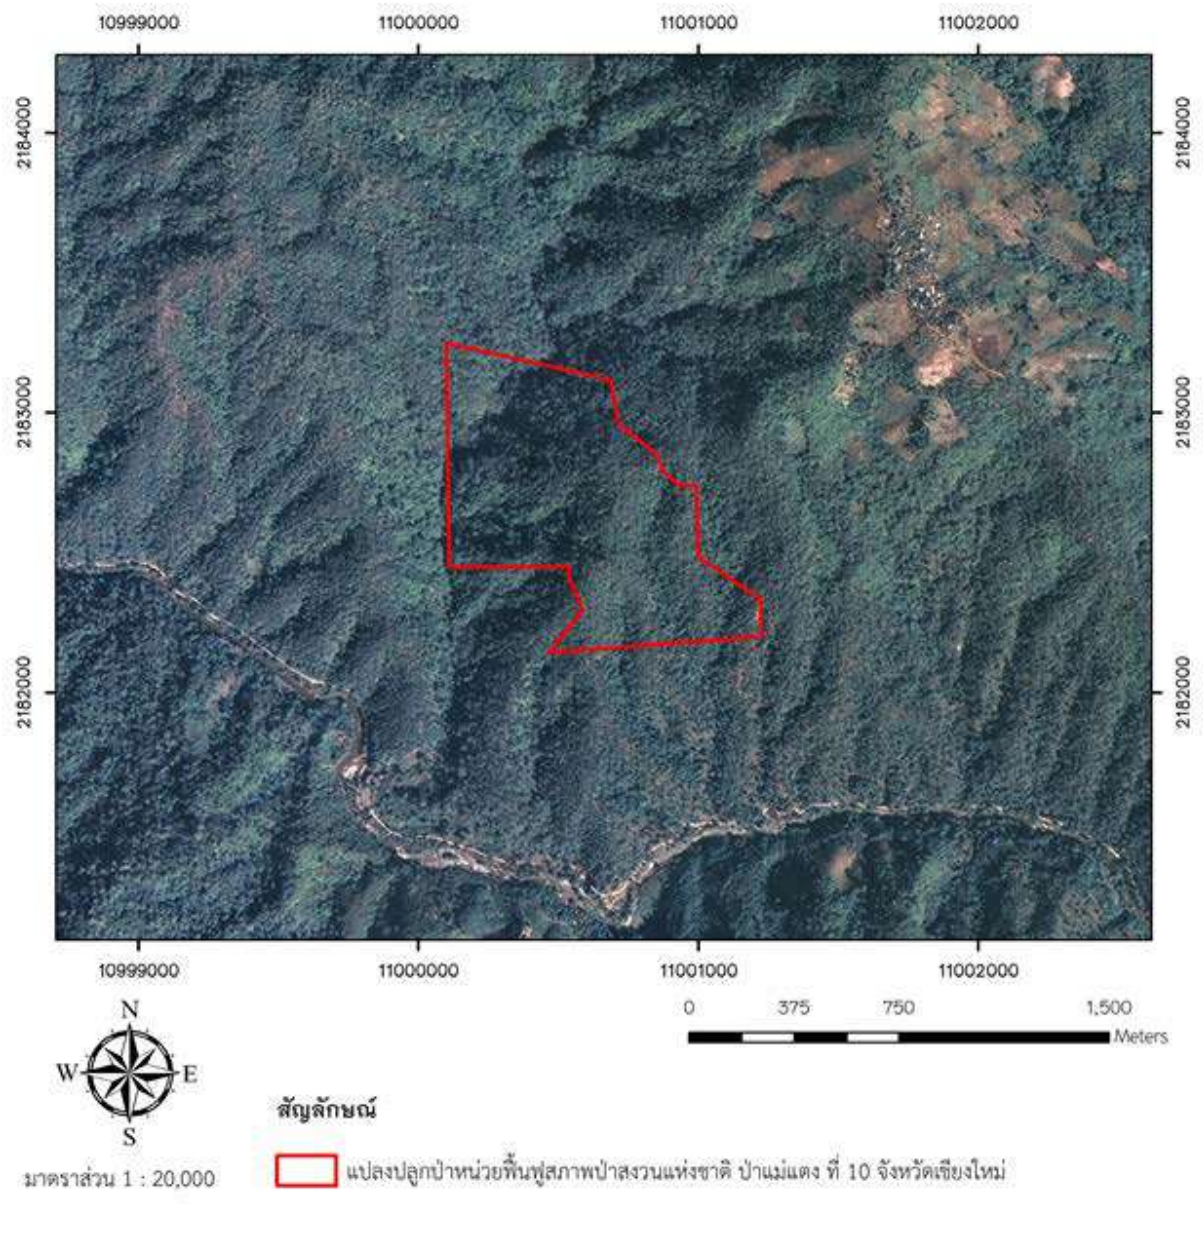 10999000 11000000 11001000 11002000
2184000 2184000
2183000 2183000
2182000 2182000
10999000 11000000 11001000 11002000
N
W E
S
0 375 750 1,500
Meters
สัญลักษณ์
มาตราส่วน 1 : 20,000
แปลงปลูกป่าหน่วยฟื้นฟูสภาพป่าสงวนแห่งชาติ ป่าแม่แตง ที่ 10 จังหวัดเชียงใหม่